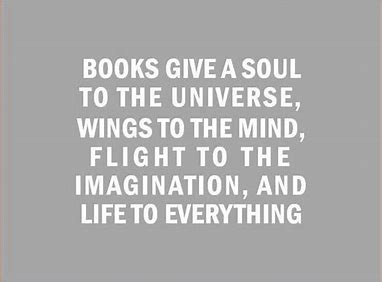 BOOKS GIVE A SOUL
TO THE UNIVERSE,
WINGS TO THE MIND,
FLIGHT TO THE
IMAGINATION, AND
LIFE TO EVERYTHING